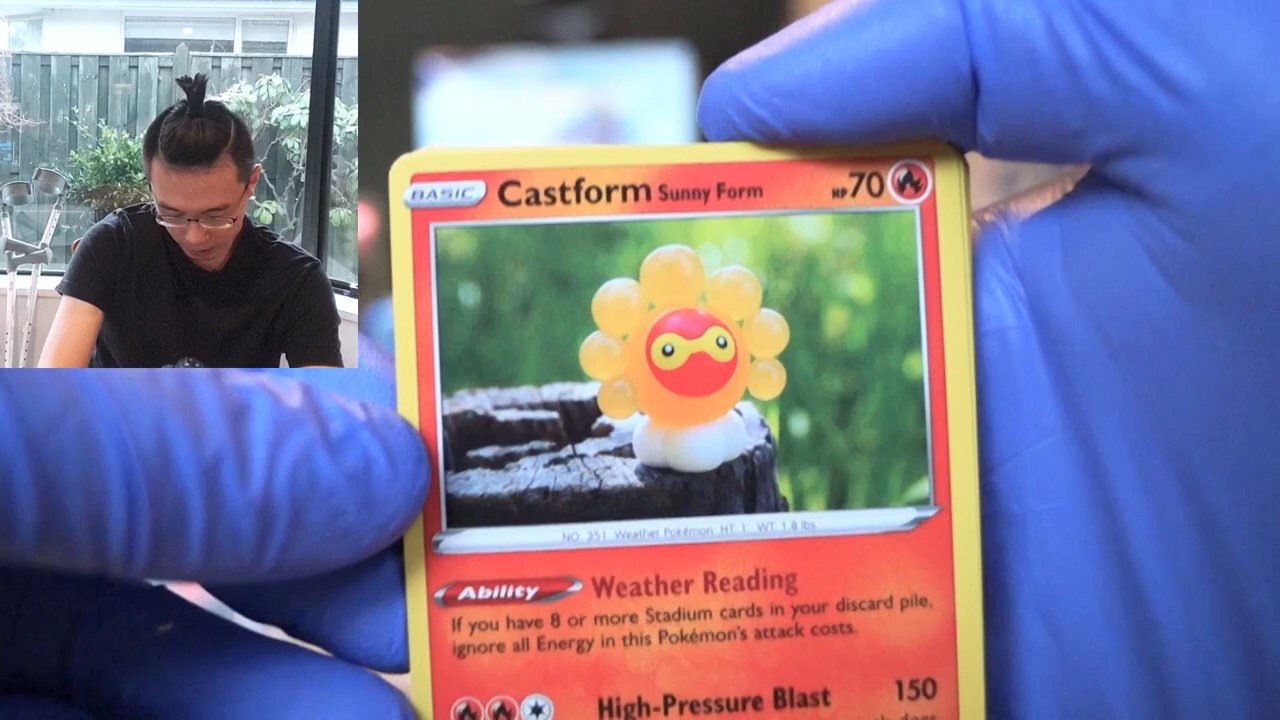 BASIC Castform Sunny Form HP 70
NO. 351 Weather Pokémon HT: 1' WT: 1.8 lbs.
Ability Weather Reading
If you have 8 or more Stadium cards in your discard pile,
ignore all Energy in this Pokémon's attack costs.
High-Pressure Blast 150